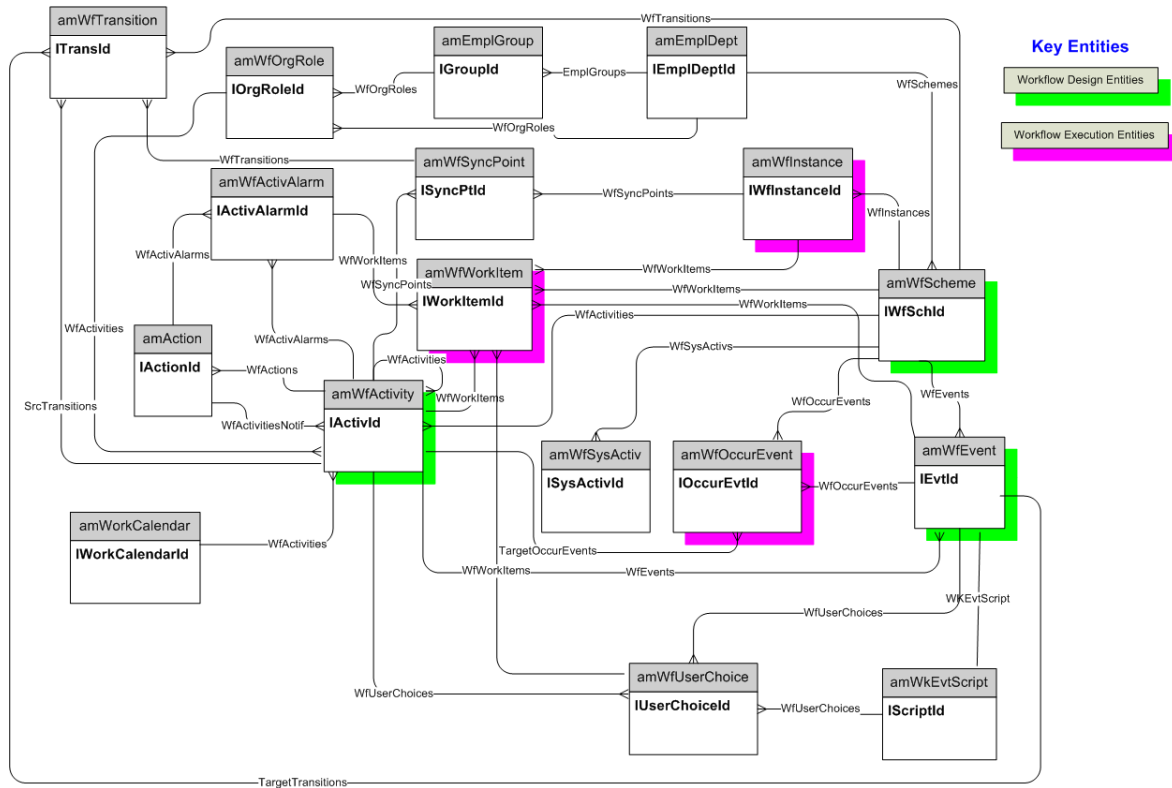 amWfTransition
lTransId
WfTransitions
amWfOrgRole
lOrgRoleId
WfOrgRoles
amEmplGroup
lGroupId
EmplGroups
amEmplDept
lEmplDeptId
WfOrgRoles
WfSchemes
Key Entities
Workflow Design Entities
Workflow Execution Entities
WfTransitions
amWfSyncPoint
lSyncPtId
WfSyncPoints
amWfInstance
lWfInstanceId
WfInstances
amWfActivAlarm
lActivAlarmId
WfActivAlarms
WfWorkItems
WfSyncPoints
amWfWorkItem
lWorkItemId
WfWorkItems
WfWorkItems
WfWorkItems
WfActivities
amWfScheme
lWfSchId
WfActivities
amAction
lActionId
WfActivAlarms
WfActions
WfActivities
WfWorkItems
WfSysActivs
WfOccurEvents
WfEvents
SrcTransitions
WfActivitiesNotif
amWfActivity
lActivId
amWfSysActiv
lSysActivId
amWfOccurEvent
lOccurEvtId
WfOccurEvents
amWfEvent
lEvtId
amWorkCalendar
lWorkCalendarId
WfActivities
TargetOccurEvents
WfWorkItems
WfEvents
WKEvtScript
WfUserChoices
WfUserChoices
amWfUserChoice
lUserChoiceId
WfUserChoices
amWkEvtScript
lScriptId
TargetTransitions